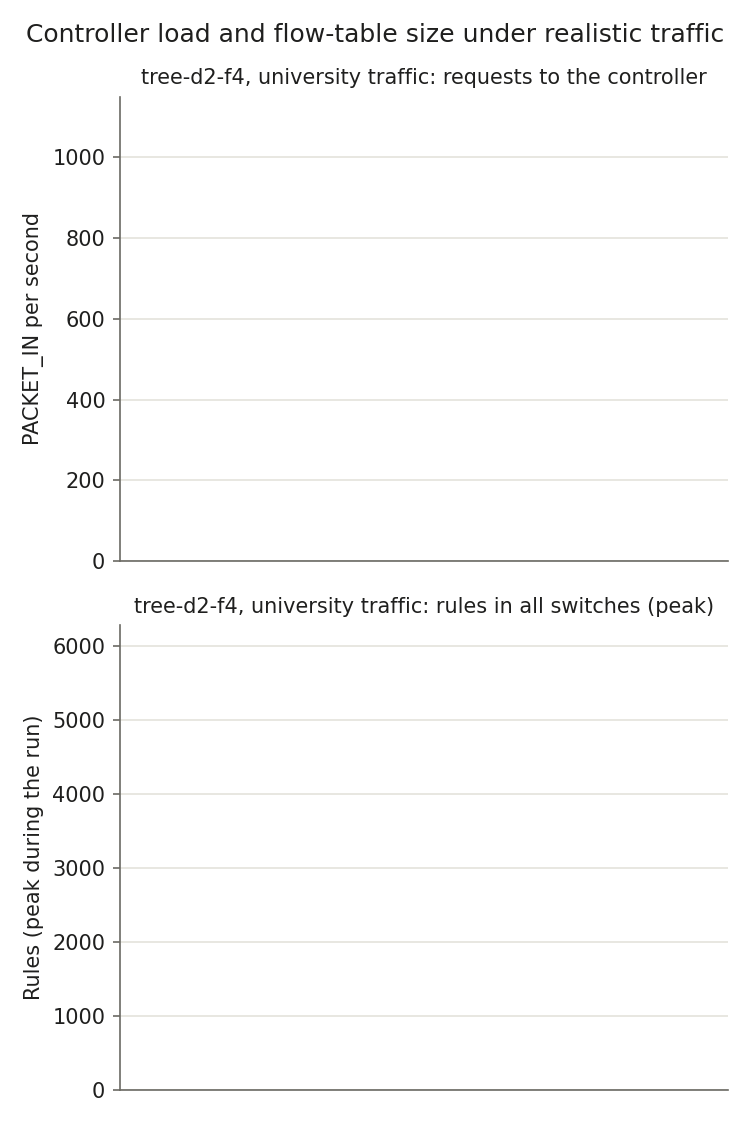 Controller load and flow-table size under realistic traffic
tree-d2-f4, university traffic: requests to the controller
PACKET_IN per second
1000
800
600
400
200
0
tree-d2-f4, university traffic: rules in all switches (peak)
Rules (peak during the run)
6000
5000
4000
3000
2000
1000
0